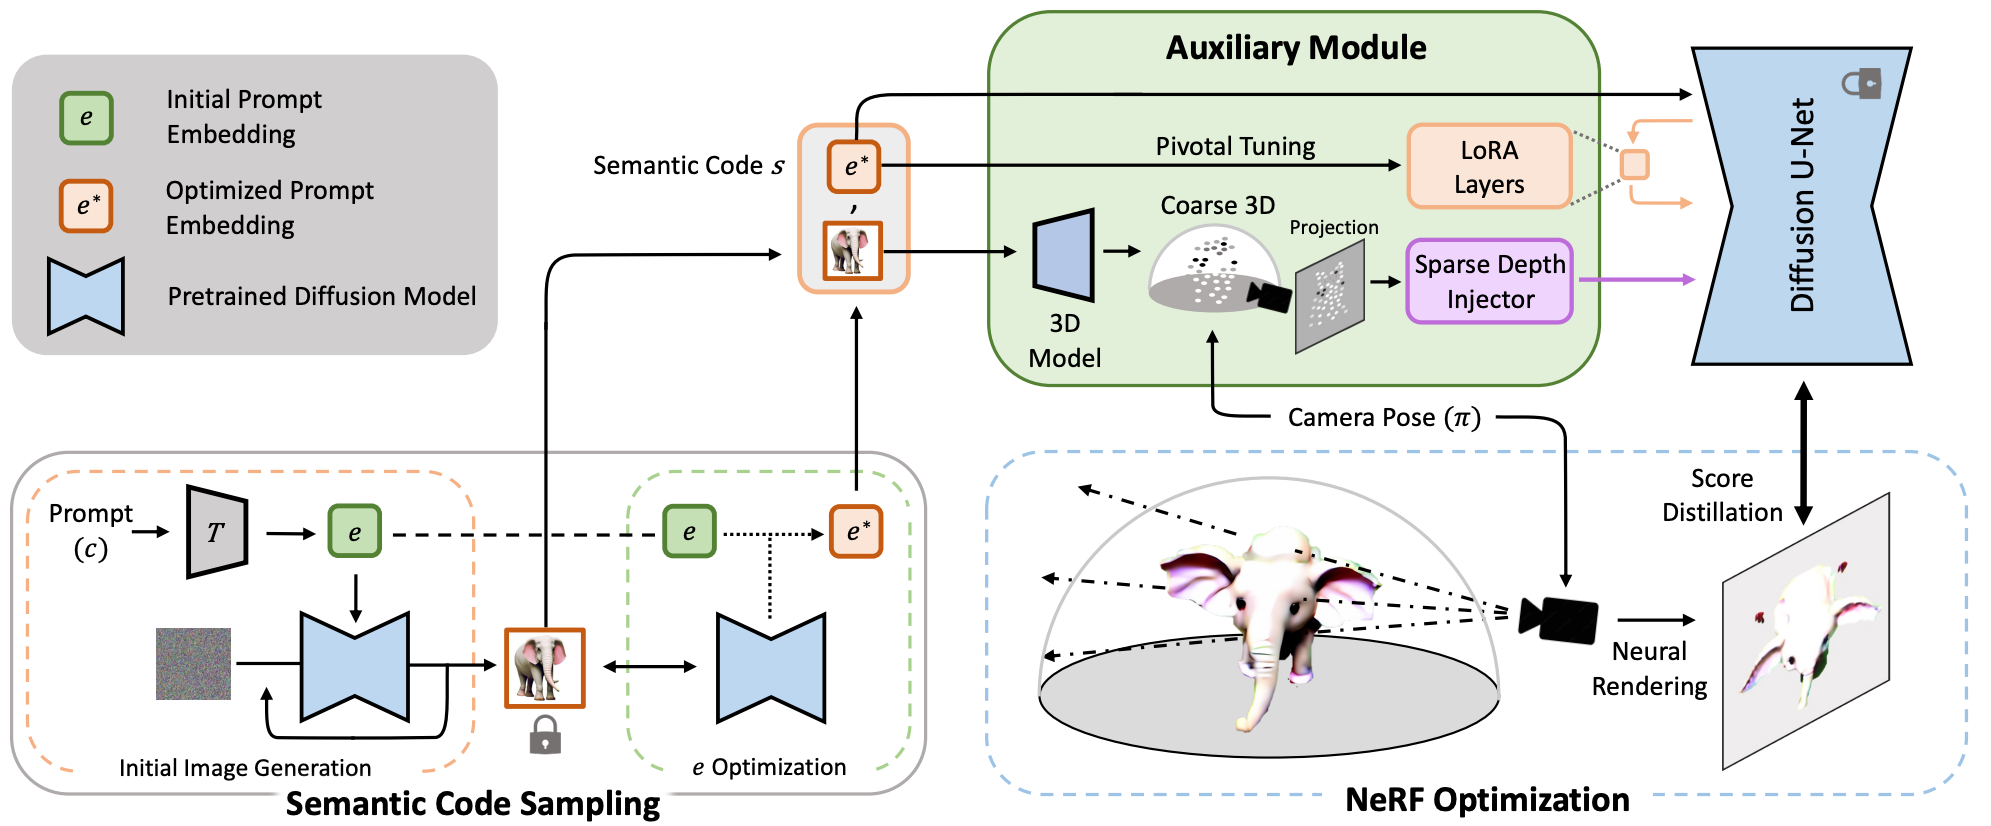 e
Initial Prompt
Embedding
e*
Optimized Prompt
Embedding
Pretrained Diffusion Model
Semantic Code s
e*
,
Auxiliary Module
Pivotal Tuning
LoRA
Layers
Coarse 3D
Projection
3D
Model
Sparse Depth
Injector
Diffusion U-Net
Camera Pose (π)
Prompt
(c)
T
e
e
e*
Initial Image Generation
e Optimization
Semantic Code Sampling
Score
Distillation
Neural
Rendering
NeRF Optimization